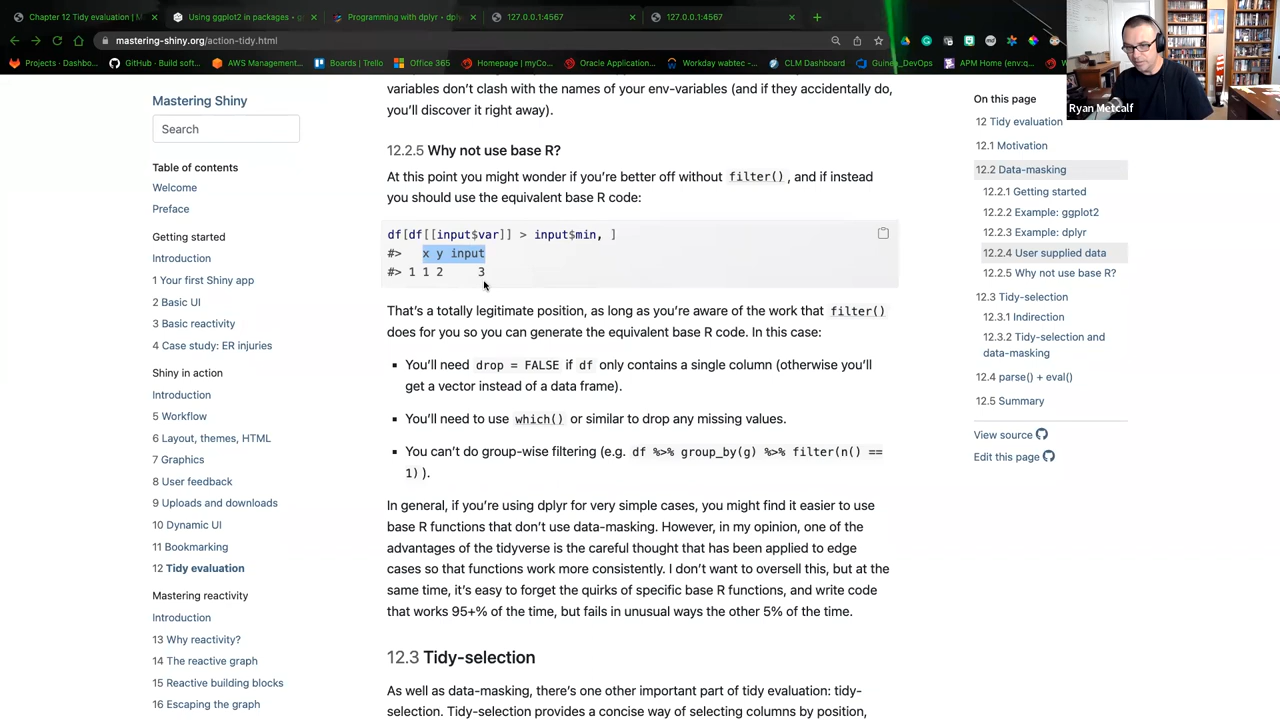 Chapter 12 Tidy evaluation | M
Using ggplot2 in packages • g
Programming with dplyr • dply
127.0.0.1:4567
127.0.0.1:4567
mastering-shiny.org/action-tidy.html
Projects - Dashbo...
GitHub - Build soft...
AWS Management...
Boards | Trello
Office 365
Homepage | myCo...
Oracle Application...
Workday wabtec -...
CLM Dashboard
Guinea_DevOps
APM Home (env:q...
Ryan Metcalf
Mastering Shiny
Search
Table of contents
Welcome
Preface
Getting started
Introduction
1 Your first Shiny app
2 Basic UI
3 Basic reactivity
4 Case study: ER injuries
Shiny in action
Introduction
5 Workflow
6 Layout, themes, HTML
7 Graphics
8 User feedback
9 Uploads and downloads
10 Dynamic UI
11 Bookmarking
12 Tidy evaluation
Mastering reactivity
Introduction
13 Why reactivity?
14 The reactive graph
15 Reactive building blocks
16 Escaping the graph
variables don't clash with the names of your env-variables (and if they accidentally do,
you'll discover it right away).
12.2.5 Why not use base R?
At this point you might wonder if you're better off without filter(), and if instead
you should use the equivalent base R code:
df[df[[input$var]] > input$min, ]
#>   x y input
#> 1 1 2     3
That's a totally legitimate position, as long as you're aware of the work that filter()
does for you so you can generate the equivalent base R code. In this case:
▪ You'll need drop = FALSE if df only contains a single column (otherwise you'll
get a vector instead of a data frame).
▪ You'll need to use which() or similar to drop any missing values.
▪ You can't do group-wise filtering (e.g. df %>% group_by(g) %>% filter(n() ==
1)).
In general, if you're using dplyr for very simple cases, you might find it easier to use
base R functions that don't use data-masking. However, in my opinion, one of the
advantages of the tidyverse is the careful thought that has been applied to edge
cases so that functions work more consistently. I don't want to oversell this, but at the
same time, it's easy to forget the quirks of specific base R functions, and write code
that works 95+% of the time, but fails in unusual ways the other 5% of the time.
12.3 Tidy-selection
As well as data-masking, there's one other important part of tidy evaluation: tidy-
selection. Tidy-selection provides a concise way of selecting columns by position,
On this page
12 Tidy evaluation
12.1 Motivation
12.2 Data-masking
12.2.1 Getting started
12.2.2 Example: ggplot2
12.2.3 Example: dplyr
12.2.4 User supplied data
12.2.5 Why not use base R?
12.3 Tidy-selection
12.3.1 Indirection
12.3.2 Tidy-selection and
data-masking
12.4 parse() + eval()
12.5 Summary
View source
Edit this page